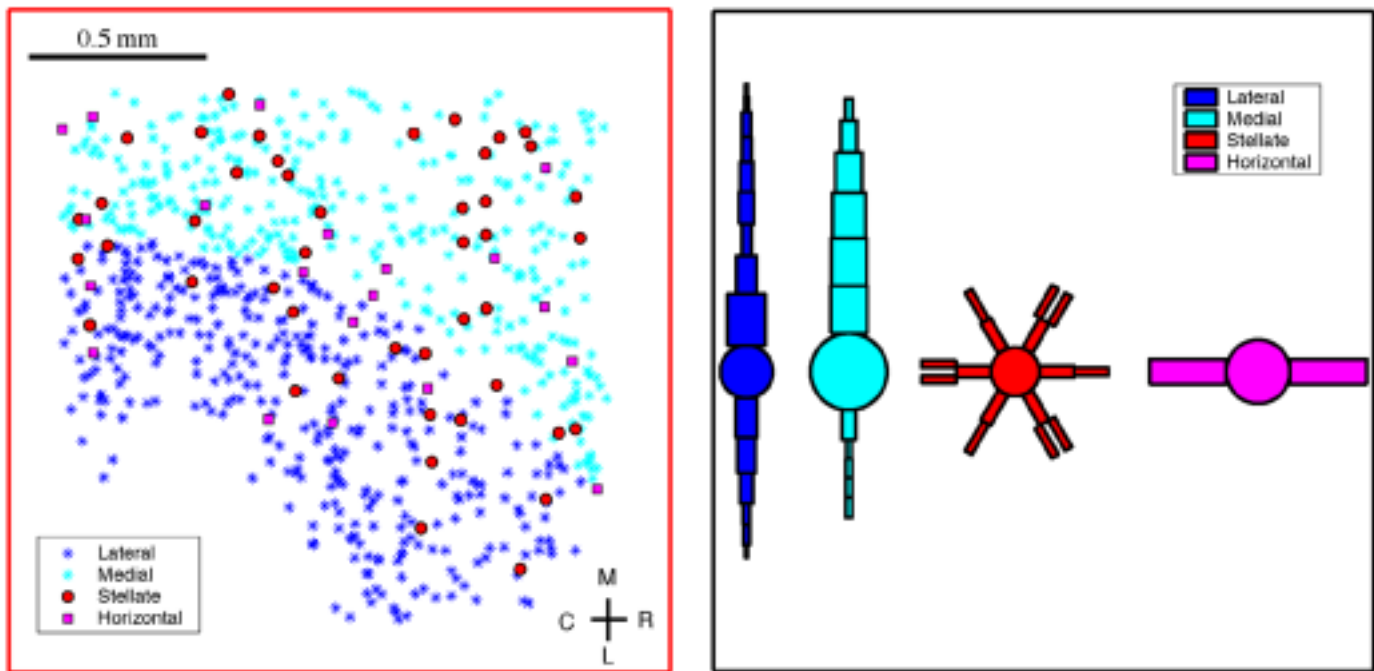 0.5 mm
Lateral
Medial
Stellate
Horizontal
M
C R
L
Lateral
Medial
Stellate
Horizontal